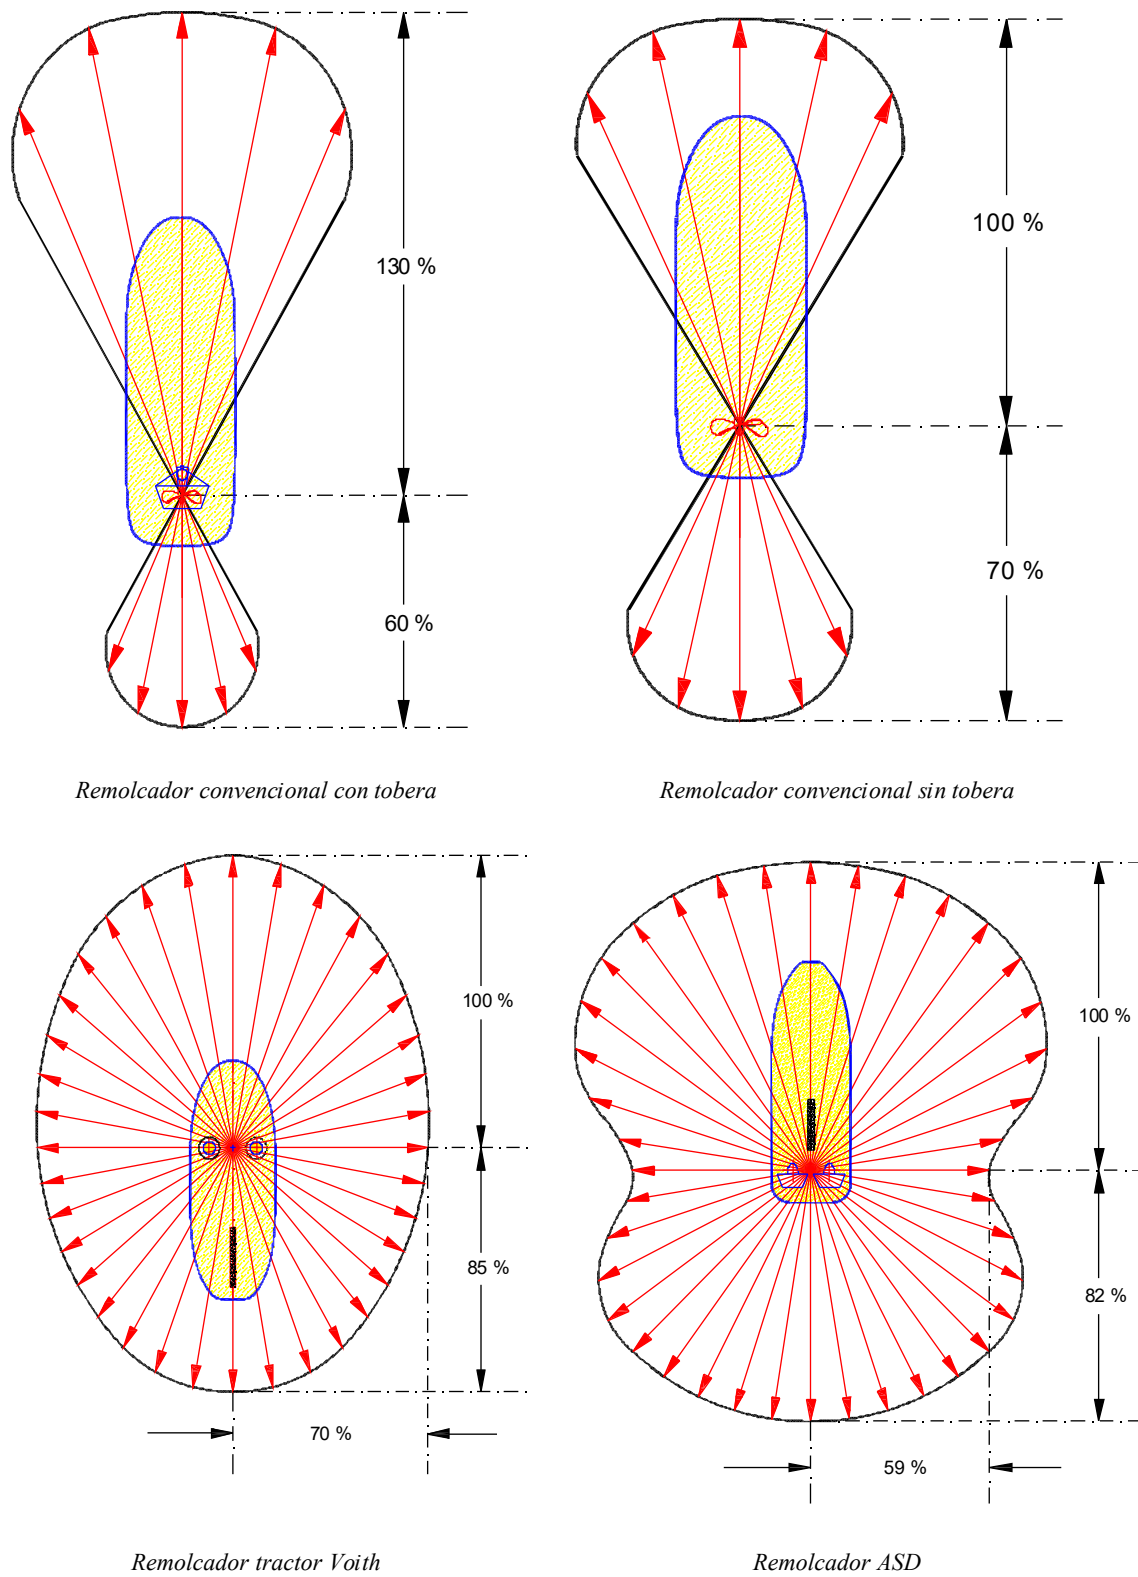 130 %
60 %
100 %
70 %
Remolcador convencional con tobera
Remolcador convencional sin tobera
100 %
85 %
70 %
100 %
82 %
59 %
Remolcador tractor Voith
Remolcador ASD